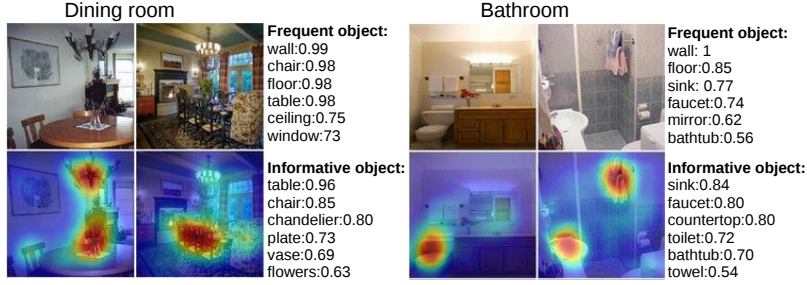 Dining room
Frequent object:
wall:0.99
chair:0.98
floor:0.98
table:0.98
ceiling:0.75
window:73
Informative object:
table:0.96
chair:0.85
chandelier:0.80
plate:0.73
vase:0.69
flowers:0.63
Bathroom
Frequent object:
wall: 1
floor:0.85
sink: 0.77
faucet:0.74
mirror:0.62
bathtub:0.56
Informative object:
sink:0.84
faucet:0.80
countertop:0.80
toilet:0.72
bathtub:0.70
towel:0.54